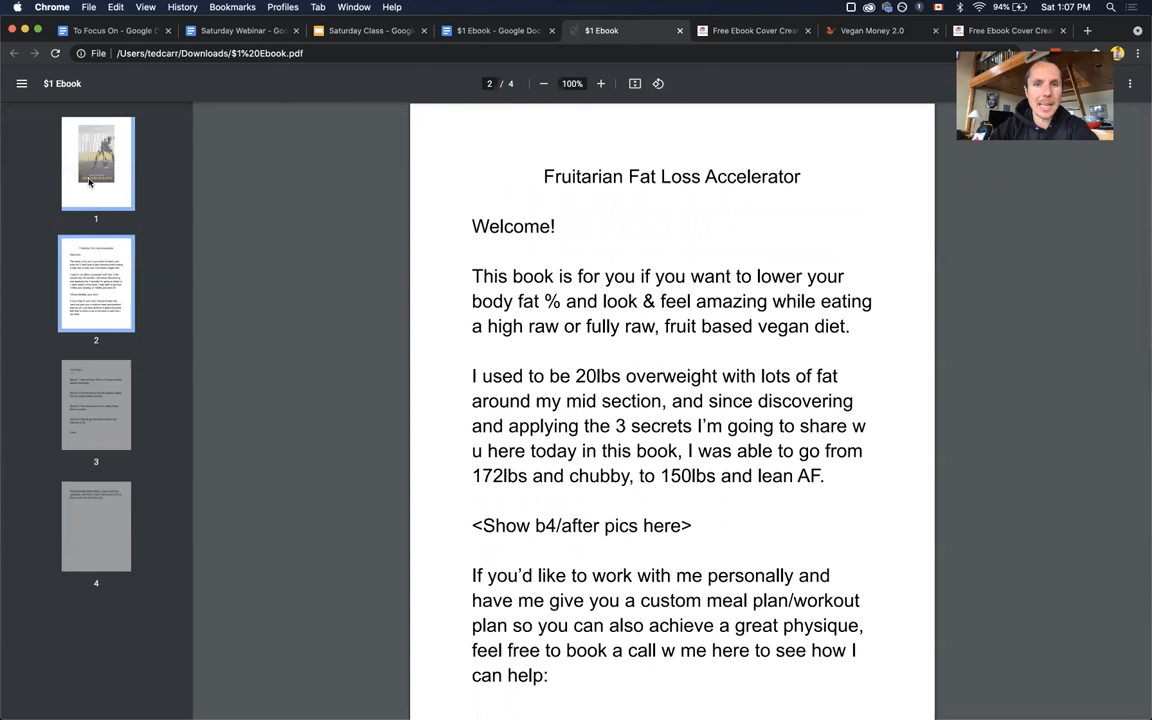 Chrome File Edit View History Bookmarks Profiles Tab Window Help 94% Sat 1:07 PM
To Focus On - Google Saturday Webinar - Go Saturday Class - Google $1 Ebook - Google Doc $1 Ebook Free Ebook Cover Crea Vegan Money 2.0 Free Ebook Cover Crea
File /Users/tedcarr/Downloads/$1%20Ebook.pdf
$1 Ebook 2 / 4 100%
1
2
3
4
Fruitarian Fat Loss Accelerator
Welcome!
This book is for you if you want to lower your
body fat % and look & feel amazing while eating
a high raw or fully raw, fruit based vegan diet.
I used to be 20lbs overweight with lots of fat
around my mid section, and since discovering
and applying the 3 secrets I’m going to share w
u here today in this book, I was able to go from
172lbs and chubby, to 150lbs and lean AF.
<Show b4/after pics here>
If you’d like to work with me personally and
have me give you a custom meal plan/workout
plan so you can also achieve a great physique,
feel free to book a call w me here to see how I
can help: